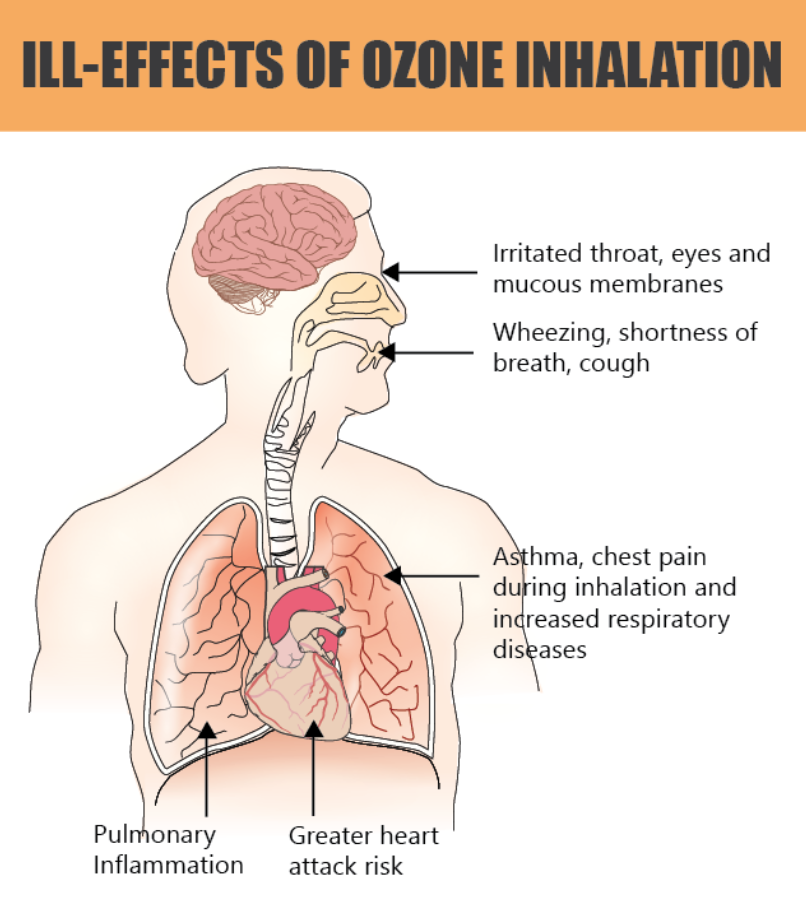 ILL-EFFECTS OF OZONE INHALATION
Irritated throat, eyes and
mucous membranes
Wheezing, shortness of
breath, cough
Asthma, chest pain
during inhalation and
increased respiratory
diseases
Pulmonary
Inflammation
Greater heart
attack risk